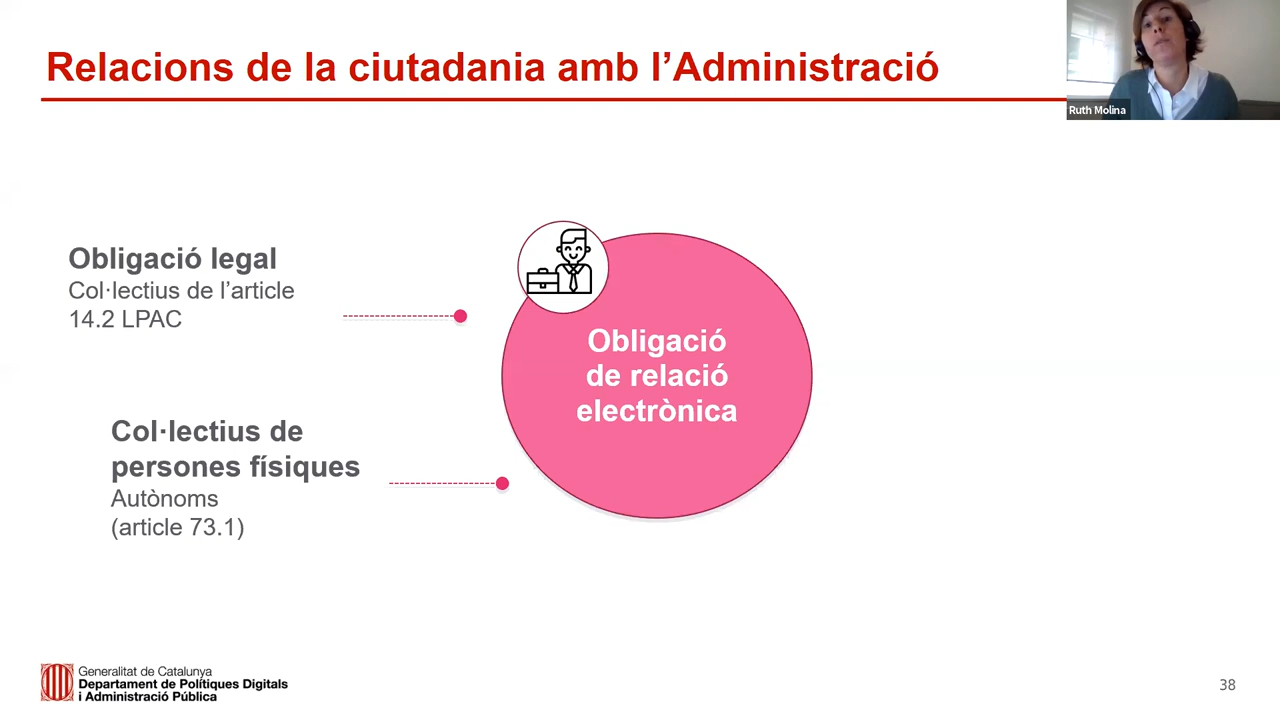 Relacions de la ciutadania amb l’Administració
Ruth Molina
Obligació legal
Col·lectius de l’article
14.2 LPAC
Obligació
de relació
electrònica
Col·lectius de
persones físiques
Autònoms
(article 73.1)
Generalitat de Catalunya
Departament de Polítiques Digitals
i Administració Pública
38